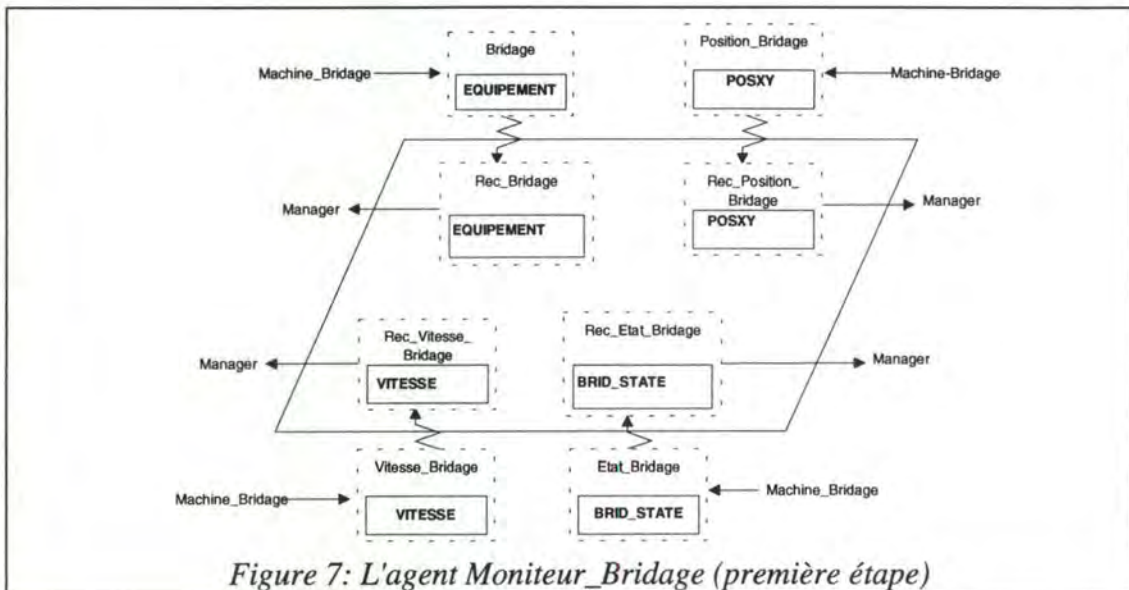 Bridage
Position_Bridage
Machine_Bridage
EQUIPEMENT
POSXY
Machine-Bridage
Rec_Bridage
Rec_Position_
Bridage
Manager
EQUIPEMENT
POSXY
Manager
Rec_Vitesse_
Bridage
Rec_Etat_Bridage
Manager
VITESSE
BRID_STATE
Manager
Vitesse_Bridage
Etat_Bridage
Machine_Bridage
VITESSE
BRID_STATE
Machine_Bridage
Figure 7: L'agent Moniteur_Bridage (première étape)